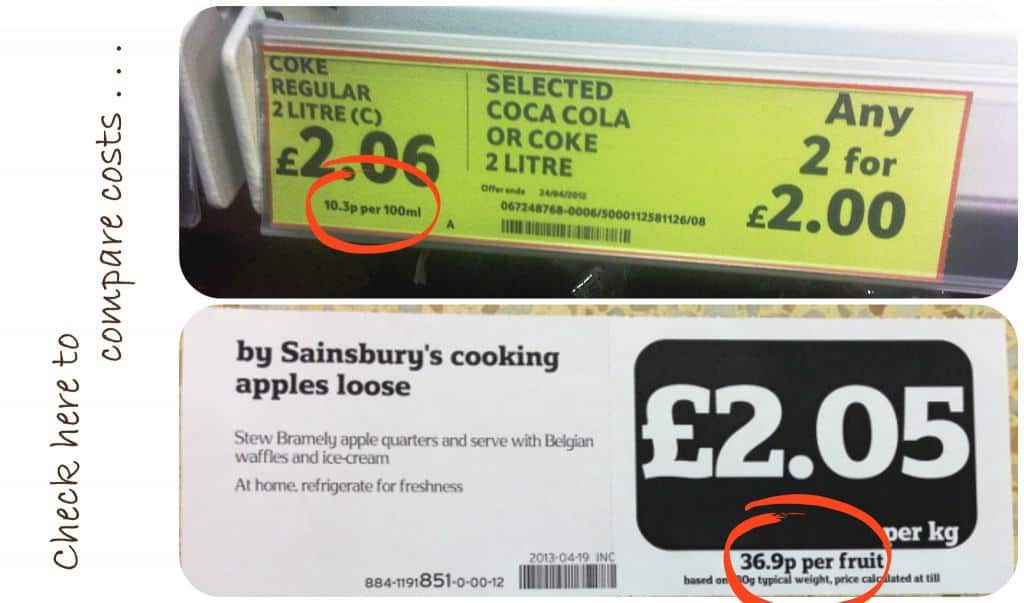 Check here to
compare costs . . .
COKE
REGULAR
2 LITRE (C)
£2.06
10.3p per 100ml
A
SELECTED
COCA COLA
OR COKE
2 LITRE
Offer ends 24/04/2013
067248768-0006/5000112581126/08
Any
2 for
£2.00
by Sainsbury's cooking
apples loose
Stew Bramely apple quarters and serve with Belgian
waffles and ice-cream
At home, refrigerate for freshness
2013-04-19 INC
884-1191851-0-00-12
£2.05
per kg
36.9p per fruit
based on typical weight, price calculated at till